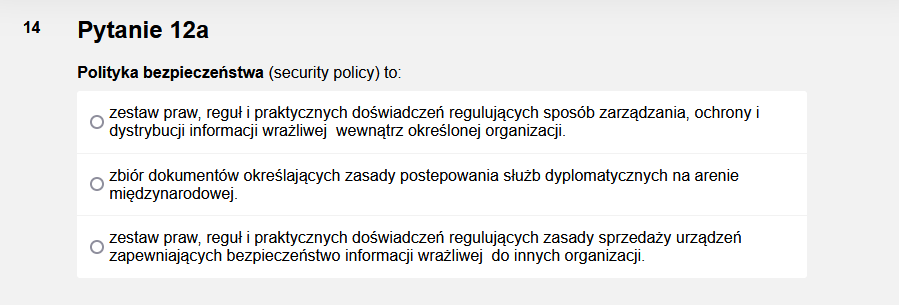 14
Pytanie 12a
Polityka bezpieczeństwa (security policy) to:
zestaw praw, reguł i praktycznych doświadczeń regulujących sposób zarządzania, ochrony i
dystrybucji informacji wrażliwej wewnątrz określonej organizacji.
zbiór dokumentów określających zasady postepowania służb dyplomatycznych na arenie
międzynarodowej.
zestaw praw, reguł i praktycznych doświadczeń regulujących zasady sprzedaży urządzeń
zapewniających bezpieczeństwo informacji wrażliwej do innych organizacji.